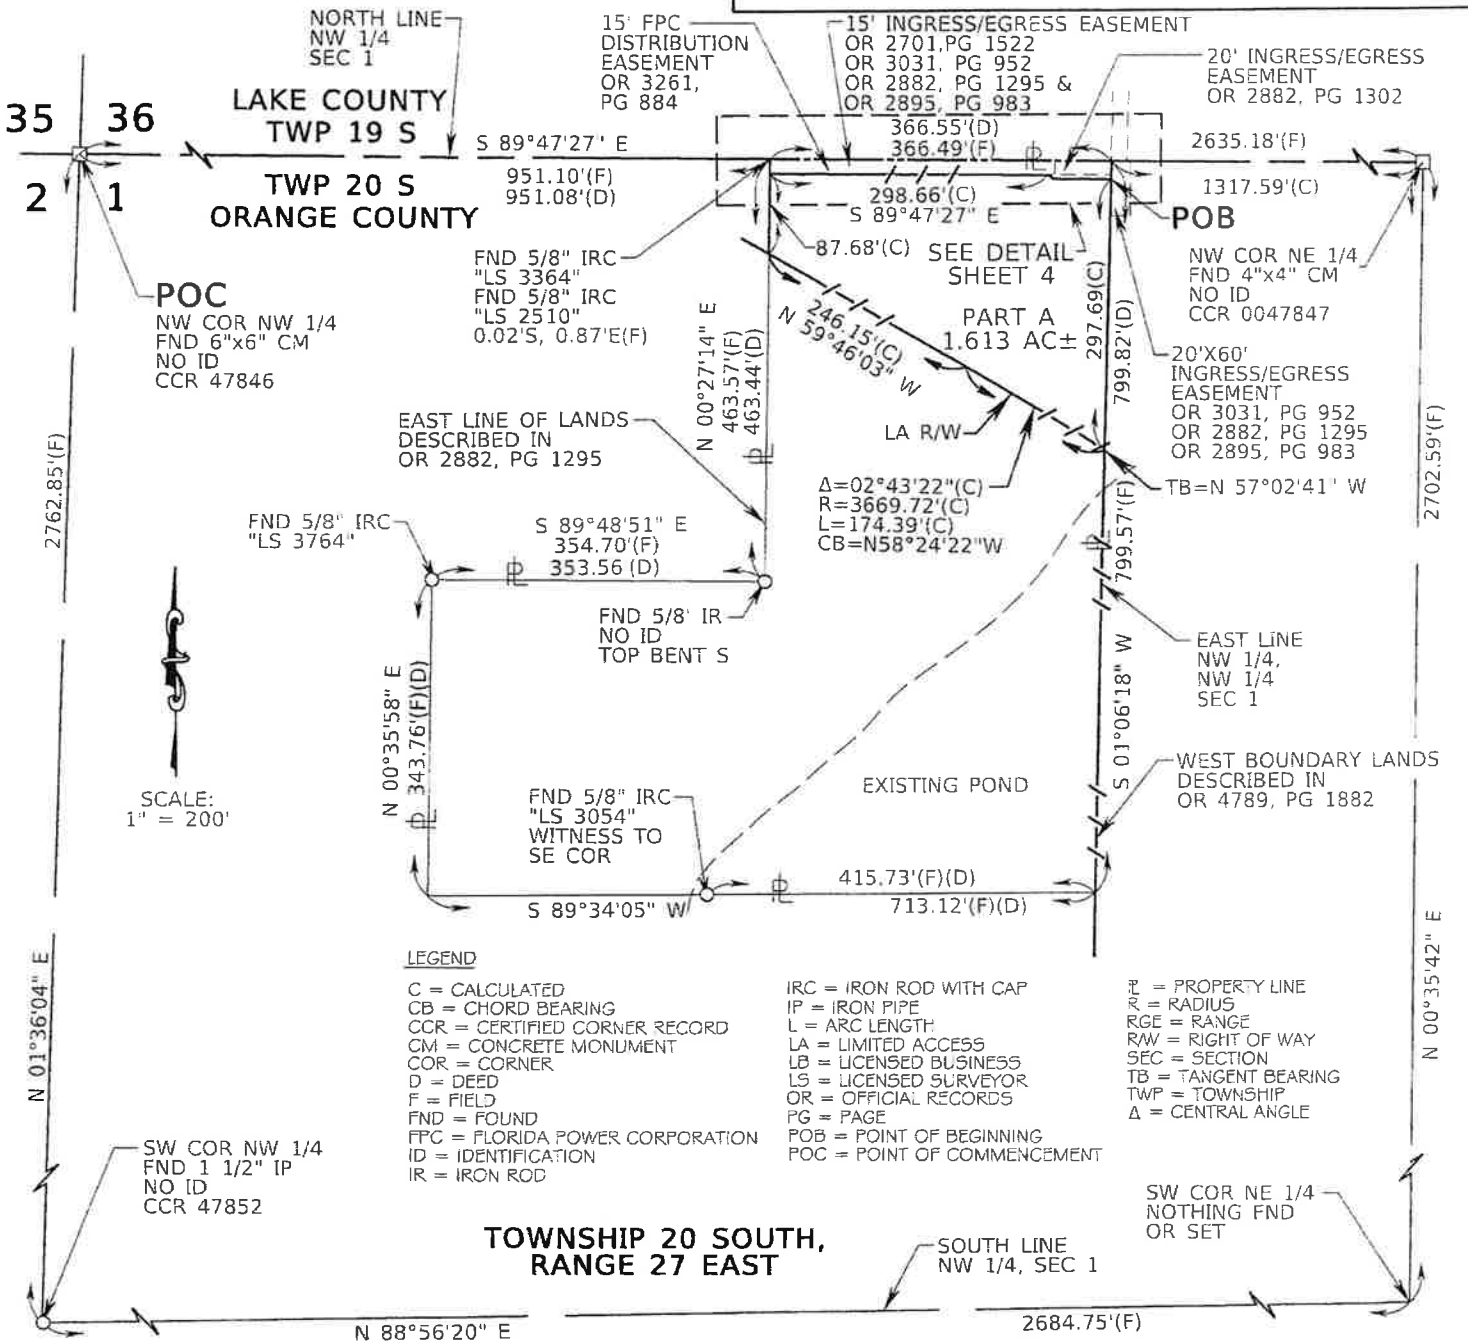 NORTH LINE
NW 1/4
SEC 1
15' FPC
DISTRIBUTION
EASEMENT
OR 3261,
PG 884
15' INGRESS/EGRESS EASEMENT
OR 2701,PG 1522
OR 3031, PG 952
OR 2882, PG 1295 &
OR 2895, PG 983
20' INGRESS/EGRESS
EASEMENT
OR 2882, PG 1302
35 36
2 1
LAKE COUNTY
TWP 19 S
TWP 20 S
ORANGE COUNTY
S 89°47'27" E
951.10'(F)
951.08'(D)
366.55'(D)
366.49'(F)
PL
298.66'(C)
S 89°47'27" E
2635.18'(F)
1317.59'(C)
POB
POC
NW COR NW 1/4
FND 6"x6" CM
NO ID
CCR 47846
FND 5/8" IRC
"LS 3364"
FND 5/8" IRC
"LS 2510"
0.02'S, 0.87'E(F)
87.68'(C)
SEE DETAIL
SHEET 4
PART A
1.613 AC±
NW COR NE 1/4
FND 4"x4" CM
NO ID
CCR 0047847
246.15'(C)
N 59°46'03" W
297.69(C)
799.82'(D)
N 00°27'14" E
463.57'(F)
463.44'(D)
PL
20'X60'
INGRESS/EGRESS
EASEMENT
OR 3031, PG 952
OR 2882, PG 1295
OR 2895, PG 983
EAST LINE OF LANDS
DESCRIBED IN
OR 2882, PG 1295
LA R/W
Δ=02°43'22"(C)
R=3669.72'(C)
L=174.39'(C)
CB=N58°24'22"W
TB=N 57°02'41" W
2762.85'(F)
2702.59'(F)
FND 5/8" IRC
"LS 3764"
S 89°48'51" E
354.70'(F)
PL
353.56 (D)
799.57'(F)
PL
FND 5/8' IR
NO ID
TOP BENT S
EAST LINE
NW 1/4,
NW 1/4
SEC 1
N 00°35'58" E
343.76'(F)(D)
PL
S 01°06'18" W
SCALE:
1" = 200'
EXISTING POND
WEST BOUNDARY LANDS
DESCRIBED IN
OR 4789, PG 1882
FND 5/8" IRC
"LS 3054"
WITNESS TO
SE COR
415.73'(F)(D)
PL
S 89°34'05" W
713.12'(F)(D)
N 01°36'04" E
N 00°35'42" E
LEGEND
C = CALCULATED
CB = CHORD BEARING
CCR = CERTIFIED CORNER RECORD
CM = CONCRETE MONUMENT
COR = CORNER
D = DEED
F = FIELD
FND = FOUND
FPC = FLORIDA POWER CORPORATION
ID = IDENTIFICATION
IR = IRON ROD
IRC = IRON ROD WITH CAP
IP = IRON PIPE
L = ARC LENGTH
LA = LIMITED ACCESS
LB = LICENSED BUSINESS
LS = LICENSED SURVEYOR
OR = OFFICIAL RECORDS
PG = PAGE
POB = POINT OF BEGINNING
POC = POINT OF COMMENCEMENT
PL = PROPERTY LINE
R = RADIUS
RGE = RANGE
R/W = RIGHT OF WAY
SEC = SECTION
TB = TANGENT BEARING
TWP = TOWNSHIP
Δ = CENTRAL ANGLE
SW COR NW 1/4
FND 1 1/2" IP
NO ID
CCR 47852
SW COR NE 1/4
NOTHING FND
OR SET
TOWNSHIP 20 SOUTH,
RANGE 27 EAST
SOUTH LINE
NW 1/4, SEC 1
N 88°56'20" E
2684.75'(F)